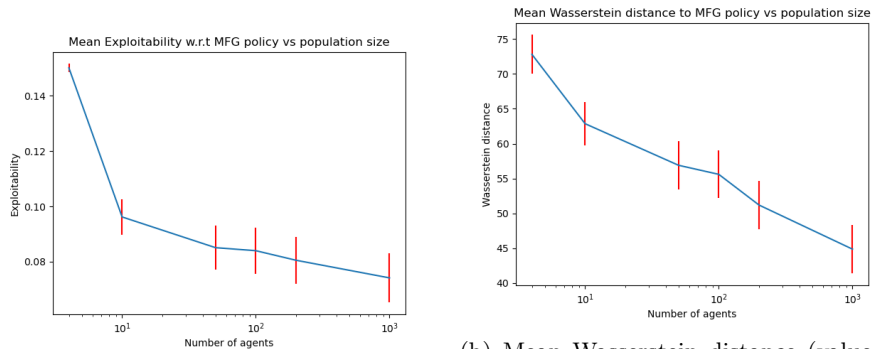 Mean Exploitability w.r.t MFG policy vs population size
0.14
0.12
0.10
0.08
Exploitability
10¹
10²
10³
Number of agents
Mean Wasserstein distance to MFG policy vs population size
75
70
65
60
55
50
45
40
Wasserstein distance
10¹
10²
10³
Number of agents
(b) Mean Wasserstein distance (value